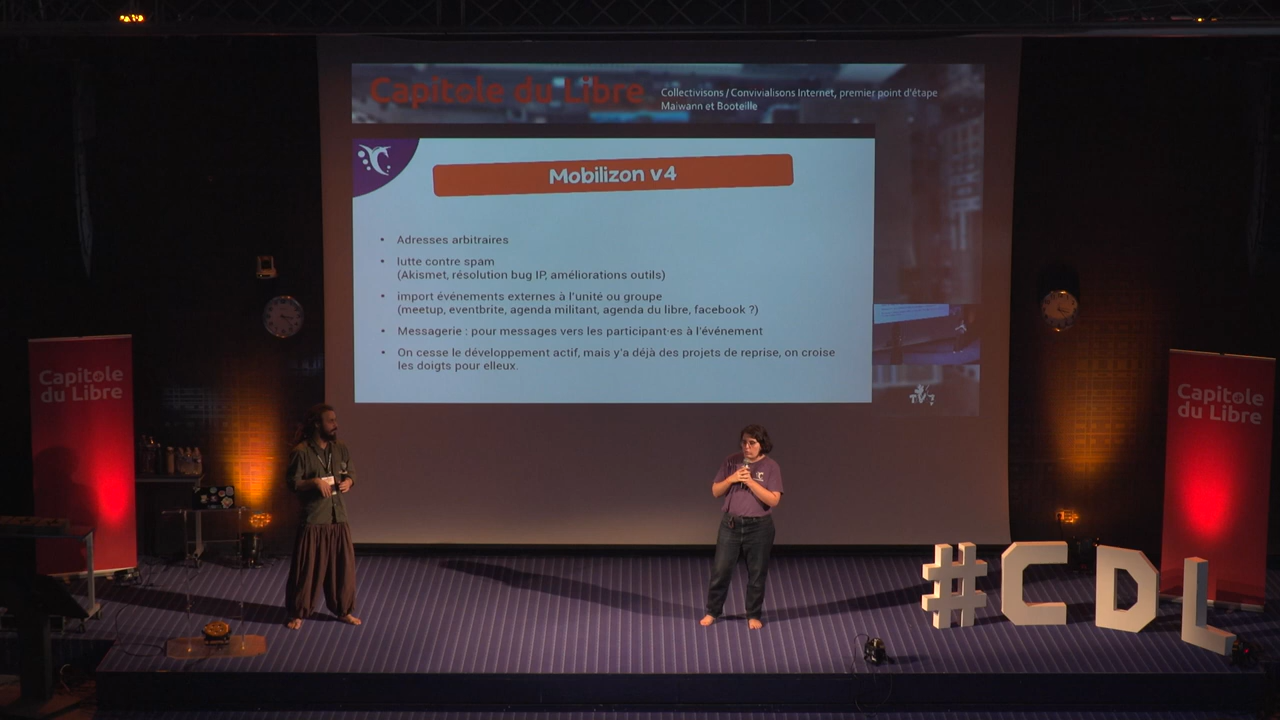 Capitole du Libre
Collectivisons / Convivialisons Internet, premier point d'étape
Maiwann et Booteille
Mobilizon v4
• Adresses arbitraires
• lutte contre spam
(Akismet, résolution bug IP, améliorations outils)
• import événements externes à l'unité ou groupe
(meetup, eventbrite, agenda militant, agenda du libre, facebook ?)
• Messagerie : pour messages vers les participant·es à l'événement
• On cesse le développement actif, mais y'a déjà des projets de reprise, on croise
les doigts pour elleux.
Capitole
du Libre
Capitole
du Libre
#CDL